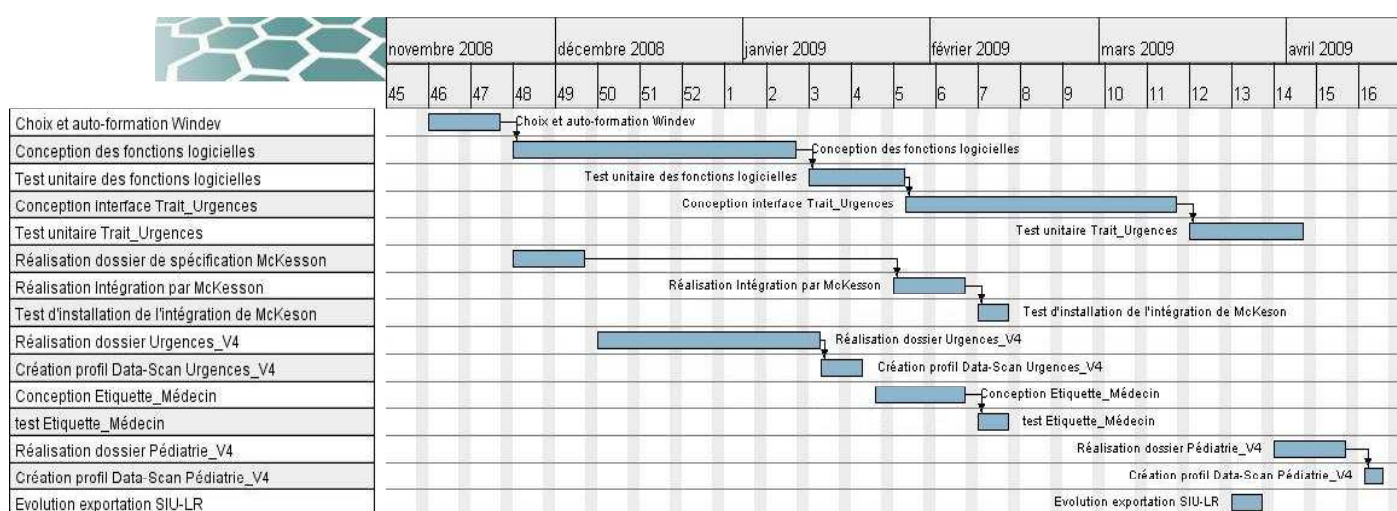 novembre 2008 décembre 2008 janvier 2009 février 2009 mars 2009 avril 2009
45 46 47 48 49 50 51 52 1 2 3 4 5 6 7 8 9 10 11 12 13 14 15 16
Choix et auto-formation Windev Choix et auto-formation Windev
Conception des fonctions logicielles Conception des fonctions logicielles
Test unitaire des fonctions logicielles Test unitaire des fonctions logicielles
Conception interface Trait_Urgences Conception interface Trait_Urgences
Test unitaire Trait_Urgences Test unitaire Trait_Urgences
Réalisation dossier de spécification McKesson
Réalisation Intégration par McKesson Réalisation Intégration par McKesson
Test d'installation de l'intégration de McKeson Test d'installation de l'intégration de McKeson
Réalisation dossier Urgences_V4 Réalisation dossier Urgences_V4
Création profil Data-Scan Urgences_V4 Création profil Data-Scan Urgences_V4
Conception Etiquette_Médecin Conception Etiquette_Médecin
test Etiquette_Médecin test Etiquette_Médecin
Réalisation dossier Pédiatrie_V4 Réalisation dossier Pédiatrie_V4
Création profil Data-Scan Pédiatrie_V4 Création profil Data-Scan Pédiatrie_V4
Evolution exportation SIU-LR Evolution exportation SIU-LR